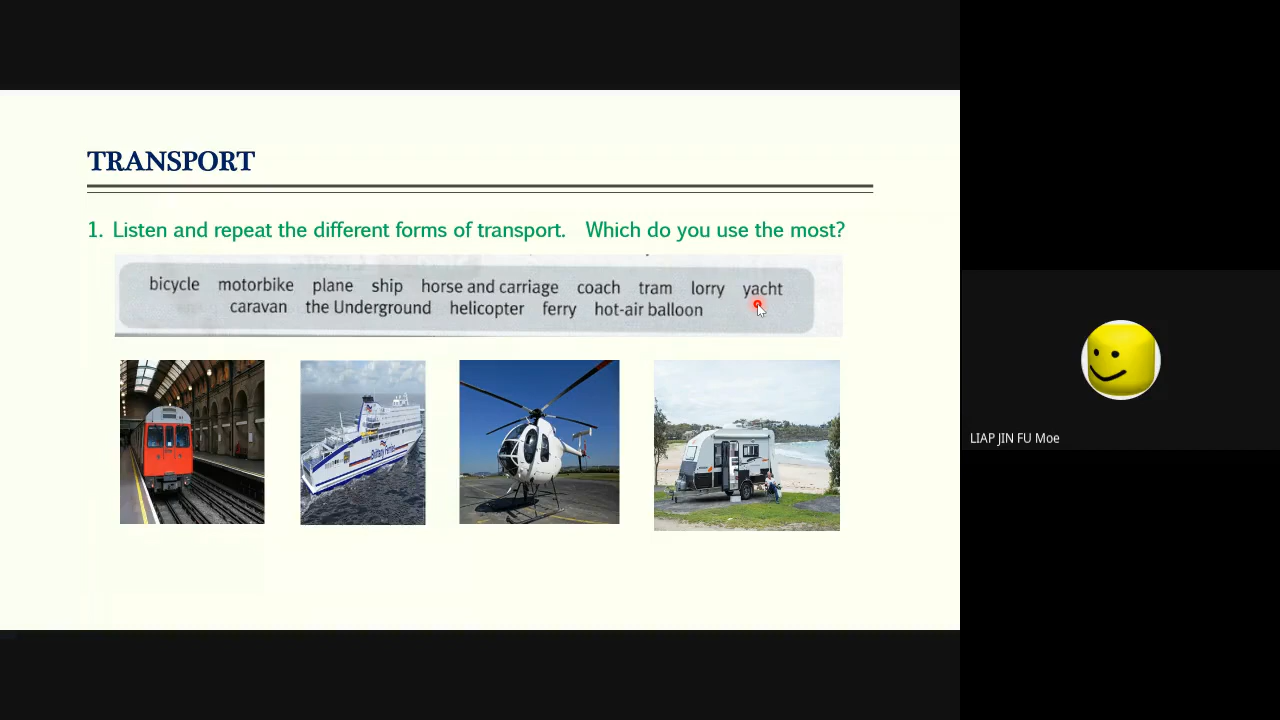 TRANSPORT
1. Listen and repeat the different forms of transport. Which do you use the most?
bicycle motorbike plane ship horse and carriage coach tram lorry yacht
caravan the Underground helicopter ferry hot-air balloon
Brittany Ferries
LIAP JIN FU Moe